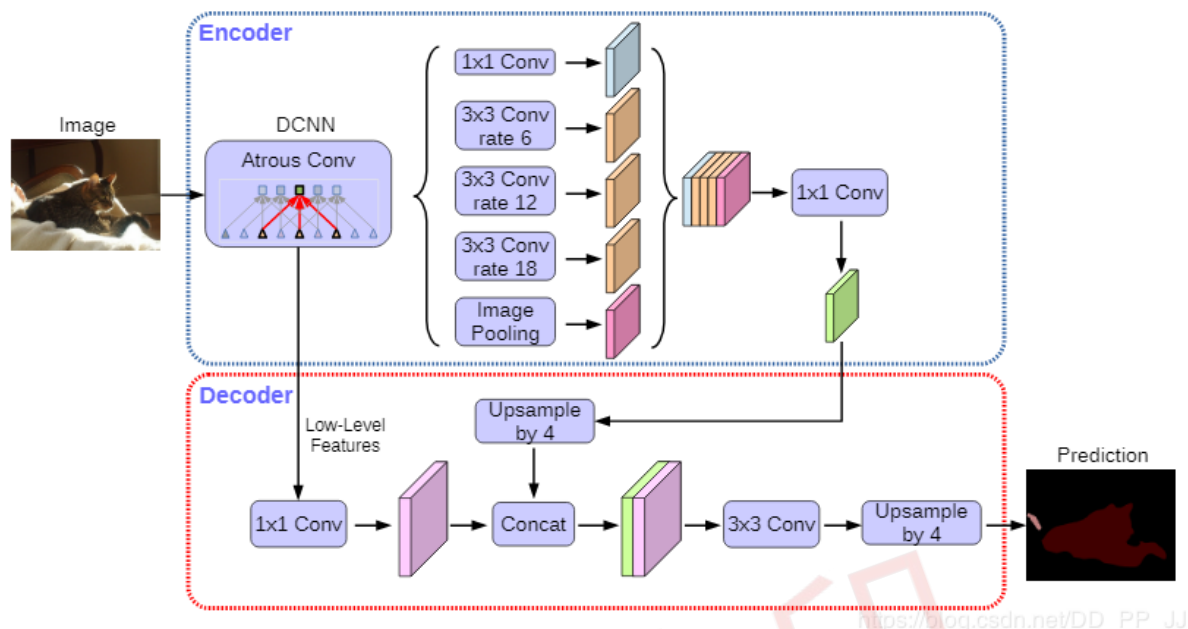 Encoder
Image
DCNN
Atrous Conv
1x1 Conv
3x3 Conv
rate 6
3x3 Conv
rate 12
3x3 Conv
rate 18
Image
Pooling
1x1 Conv
Decoder
Low-Level
Features
Upsample
by 4
1x1 Conv
Concat
3x3 Conv
Upsample
by 4
Prediction
https://blog.csdn.net/DD_PP_JJ